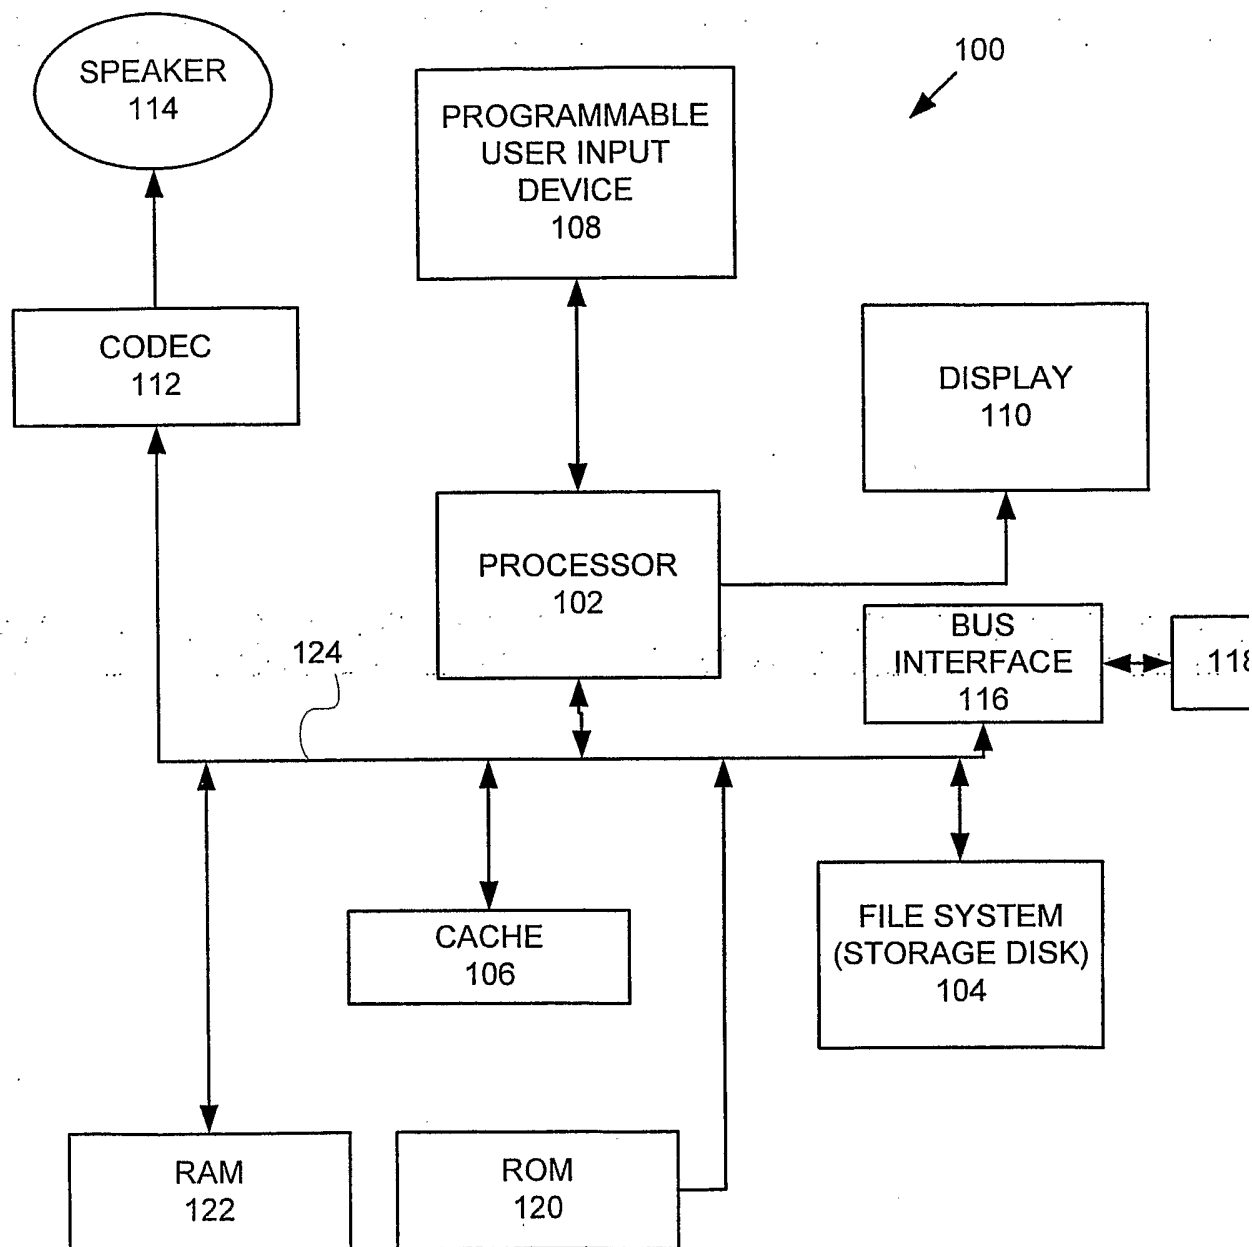 100
SPEAKER
114
PROGRAMMABLE
USER INPUT
DEVICE
108
CODEC
112
DISPLAY
110
PROCESSOR
102
BUS
INTERFACE
116
118
124
CACHE
106
FILE SYSTEM
(STORAGE DISK)
104
RAM
122
ROM
120